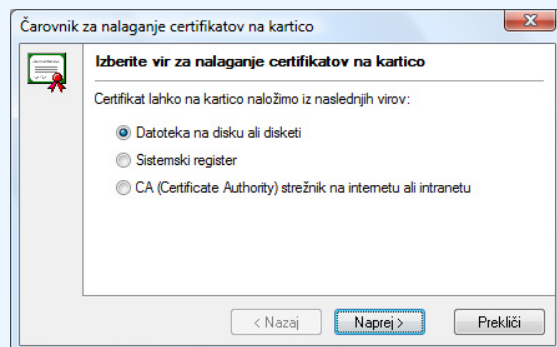 Čarovnik za nalaganje certifikatov na kartico
Izberite vir za nalaganje certifikatov na kartico
Certifikat lahko na kartico naložimo iz naslednjih virov:
Datoteka na disku ali disketi
Sistemski register
CA (Certificate Authority) strežnik na internetu ali intranetu
< Nazaj
Naprej >
Prekliči